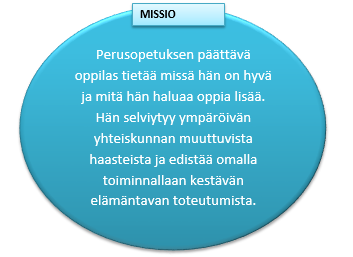 MISSIO
Perusopetuksen päättävä
oppilas tietää missä hän on hyvä
ja mitä hän haluaa oppia lisää.
Hän selviytyy ympäröivän
yhteiskunnan muuttuvista
haasteista ja edistää omalla
toiminnallaan kestävän
elämäntavan toteutumista.